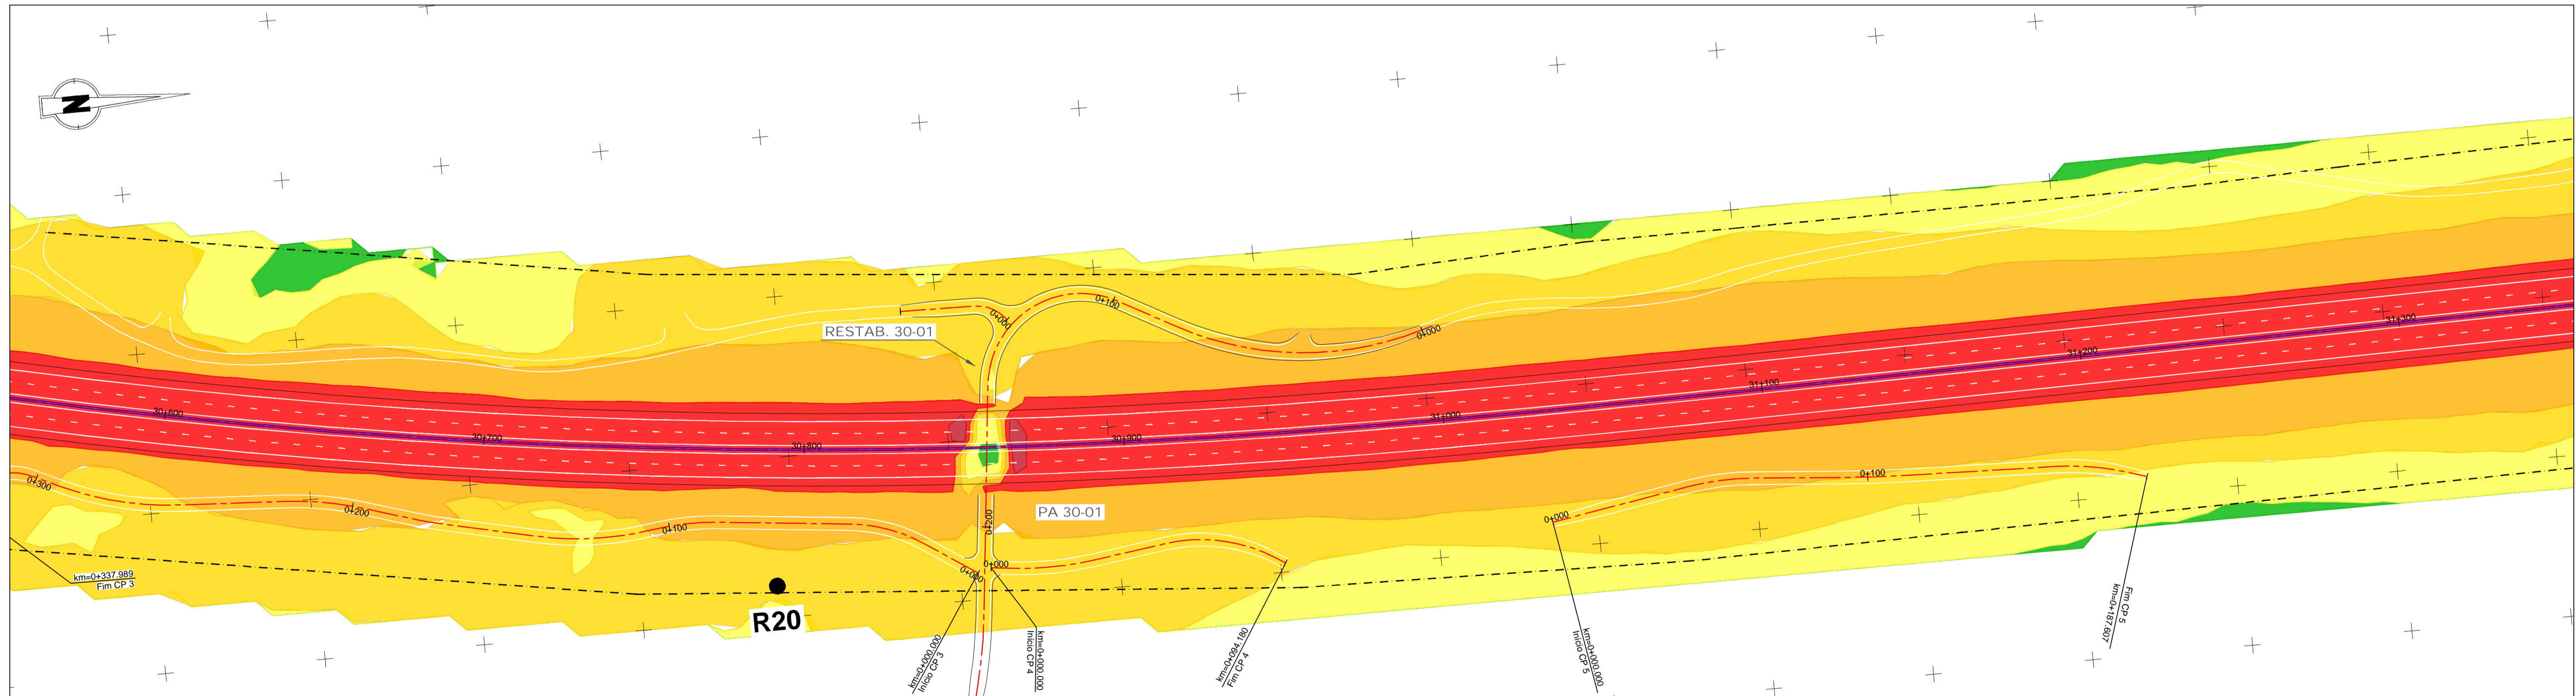 N
0+000
0+100
RESTAB. 30-01
0+000
30+600
30+700
30+800
30+900
31+000
31+100
31+200
31+300
0+300
0+200
0+100
0+200
PA 30-01
0+000
0+100
0+000
0+000
km=0+337.989
Fim CP 3
R20
km=0+000.000
Início CP 3
km=0+000.000
Início CP 4
km=0+094.180
Fim CP 4
km=0+000.000
Início CP 5
Fim CP 5
km=0+187.607